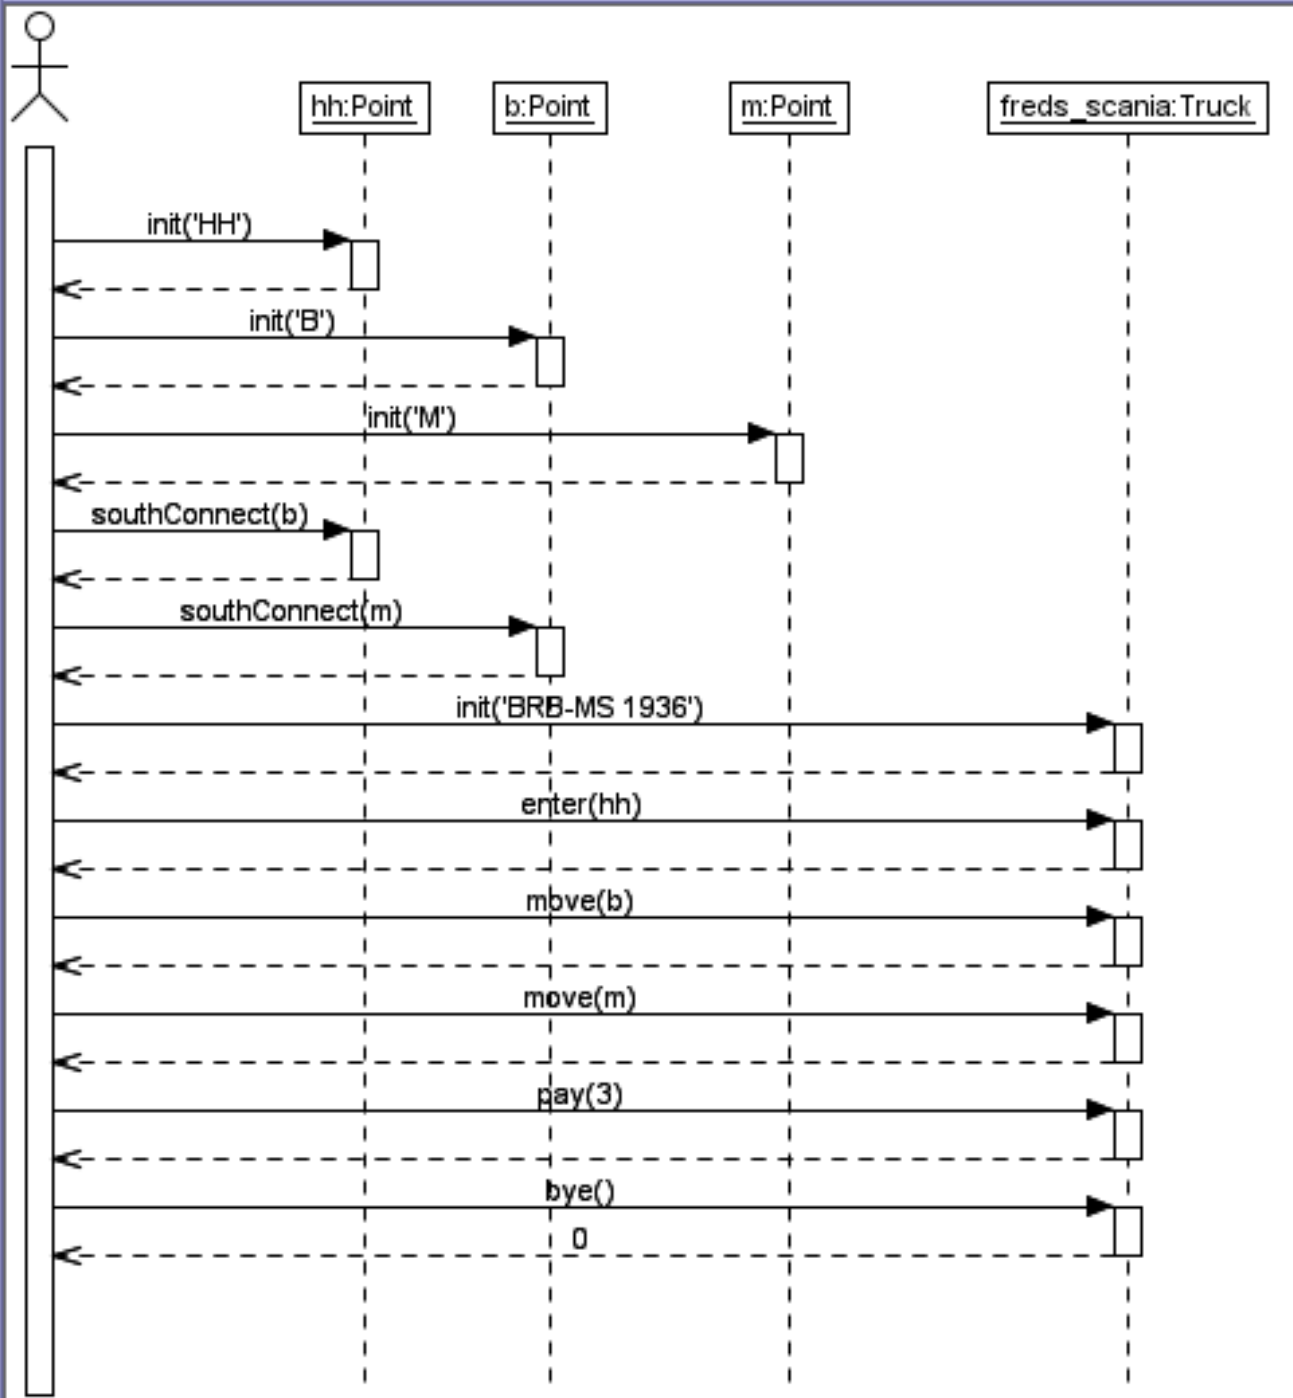 hh:Point
b:Point
m:Point
freds_scania:Truck
init('HH')
init('B')
init('M')
southConnect(b)
southConnect(m)
init('BRB-MS 1936')
enter(hh)
move(b)
move(m)
pay(3)
bye()
0